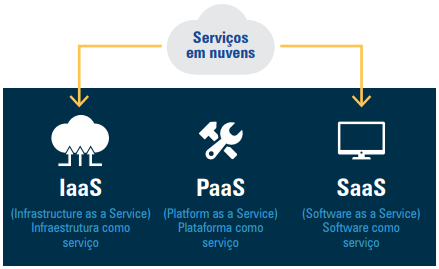 Serviços
em nuvens
IaaS
(Infrastructure as a Service)
Infraestrutura como
serviço
PaaS
(Platform as a Service)
Plataforma como
serviço
SaaS
(Software as a Service)
Software como
serviço